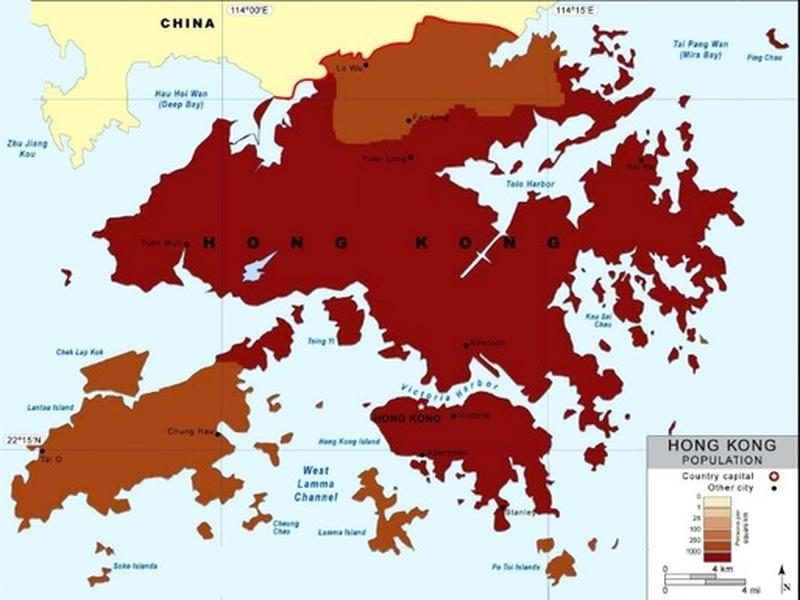 114°00'E
114°15'E
CHINA
Tai Pang Wan
(Mirs Bay)
Ping Chao
Lo Wu
Hau Hoi Wan
(Deep Bay)
Zhu Jiang
Kou
Fan Ling
Yuen Long
Hoi Ha
Tolo Harbor
Tuen Mun
HONG KONG
Kau Sai
Chau
Tsing Yi
Kowloon
Chek Lap Kok
Victoria Harbor
Lantau Island
HONG KONG
Victoria
Chung Hau
22°15'N
Hong Kong Island
Aberdeen
Tai O
West
Lamma
Channel
Stanley
Cheung
Chau
Lamma Island
Soko Islands
Po Toi Islands
HONG KONG
POPULATION
Country capital
Other city
0
1
25
100
250
1000
Persons per
square km
0 4 km
0 4 mi
N